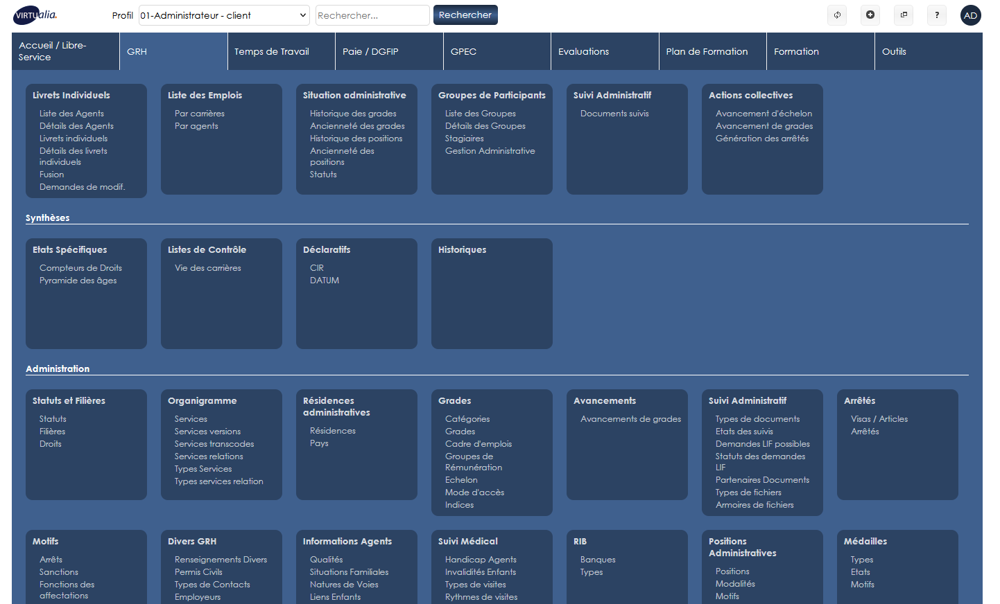 VIRTUalia.
Profil
01-Administrateur - client
Rechercher...
Rechercher
?
AD
Accueil / Libre-
Service
GRH
Temps de Travail
Paie / DGFIP
GPEC
Evaluations
Plan de Formation
Formation
Outils
Livrets Individuels
Liste des Agents
Détails des Agents
Livrets individuels
Détails des livrets
individuels
Fusion
Demandes de modif.
Liste des Emplois
Par carrières
Par agents
Situation administrative
Historique des grades
Ancienneté des grades
Historique des positions
Ancienneté des
positions
Statuts
Groupes de Participants
Liste des Groupes
Détails des Groupes
Stagiaires
Gestion Administrative
Suivi Administratif
Documents suivis
Actions collectives
Avancement d'échelon
Avancement de grades
Génération des arrêtés
Synthèses
Etats Spécifiques
Compteurs de Droits
Pyramide des âges
Listes de Contrôle
Vie des carrières
Déclaratifs
CIR
DATUM
Historiques
Administration
Statuts et Filières
Statuts
Filières
Droits
Organigramme
Services
Services versions
Services transcodes
Services relations
Types Services
Types services relation
Résidences
administratives
Résidences
Pays
Grades
Catégories
Grades
Cadre d'emplois
Groupes de
Rémunération
Echelon
Mode d'accès
Indices
Avancements
Avancements de grades
Suivi Administratif
Types de documents
Etats des suivis
Demandes LIF possibles
Statuts des demandes
LIF
Partenaires Documents
Types de fichiers
Armoires de fichiers
Arrêtés
Visas / Articles
Arrêtés
Motifs
Arrêts
Sanctions
Fonctions des
affectations
Divers GRH
Renseignements Divers
Permis Civils
Types de Contacts
Employeurs
Informations Agents
Qualités
Situations Familiales
Natures de Voies
Liens Enfants
Suivi Médical
Handicap Agents
Invalidités Enfants
Types de visites
Rythmes de visites
RIB
Banques
Types
Positions
Administratives
Positions
Modalités
Motifs
Médailles
Types
Etats
Motifs